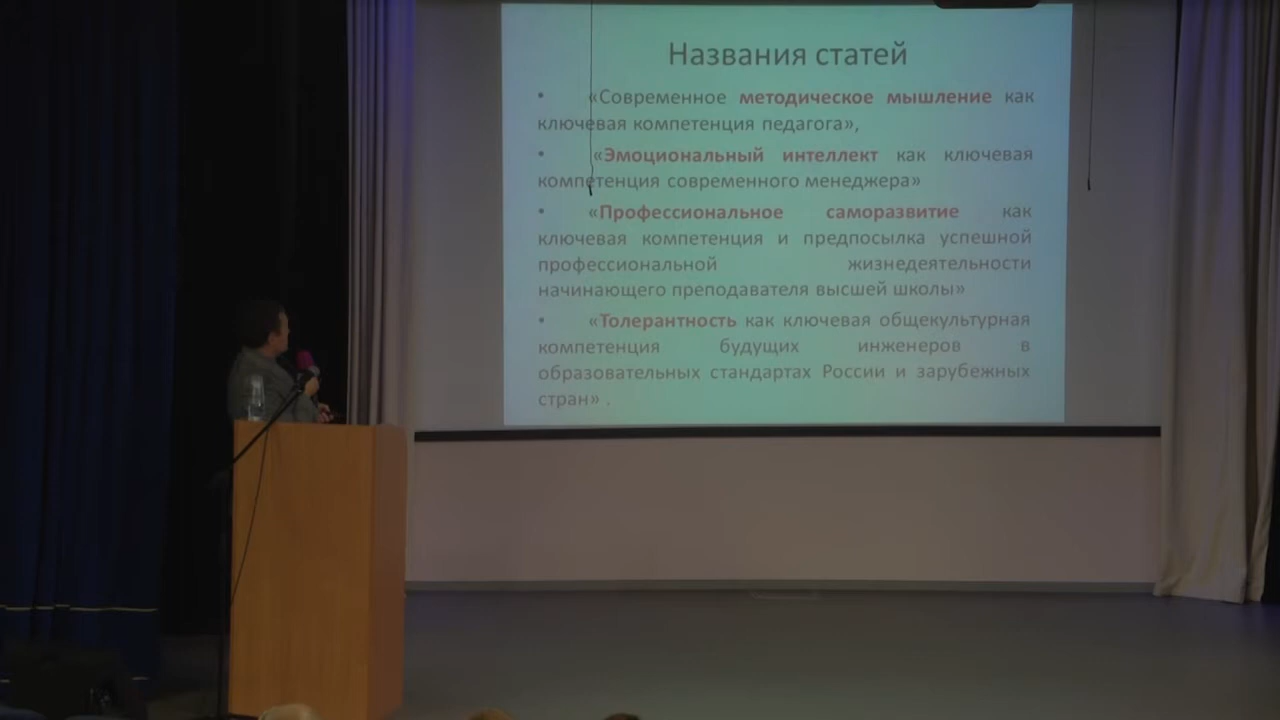 Названия статей
• «Современное методическое мышление как
ключевая компетенция педагога»,
• «Эмоциональный интеллект как ключевая
компетенция современного менеджера»
• «Профессиональное саморазвитие как
ключевая компетенция и предпосылка успешной
профессиональной жизнедеятельности
начинающего преподавателя высшей школы»
• «Толерантность как ключевая общекультурная
компетенция будущих инженеров в
образовательных стандартах России и зарубежных
стран» .